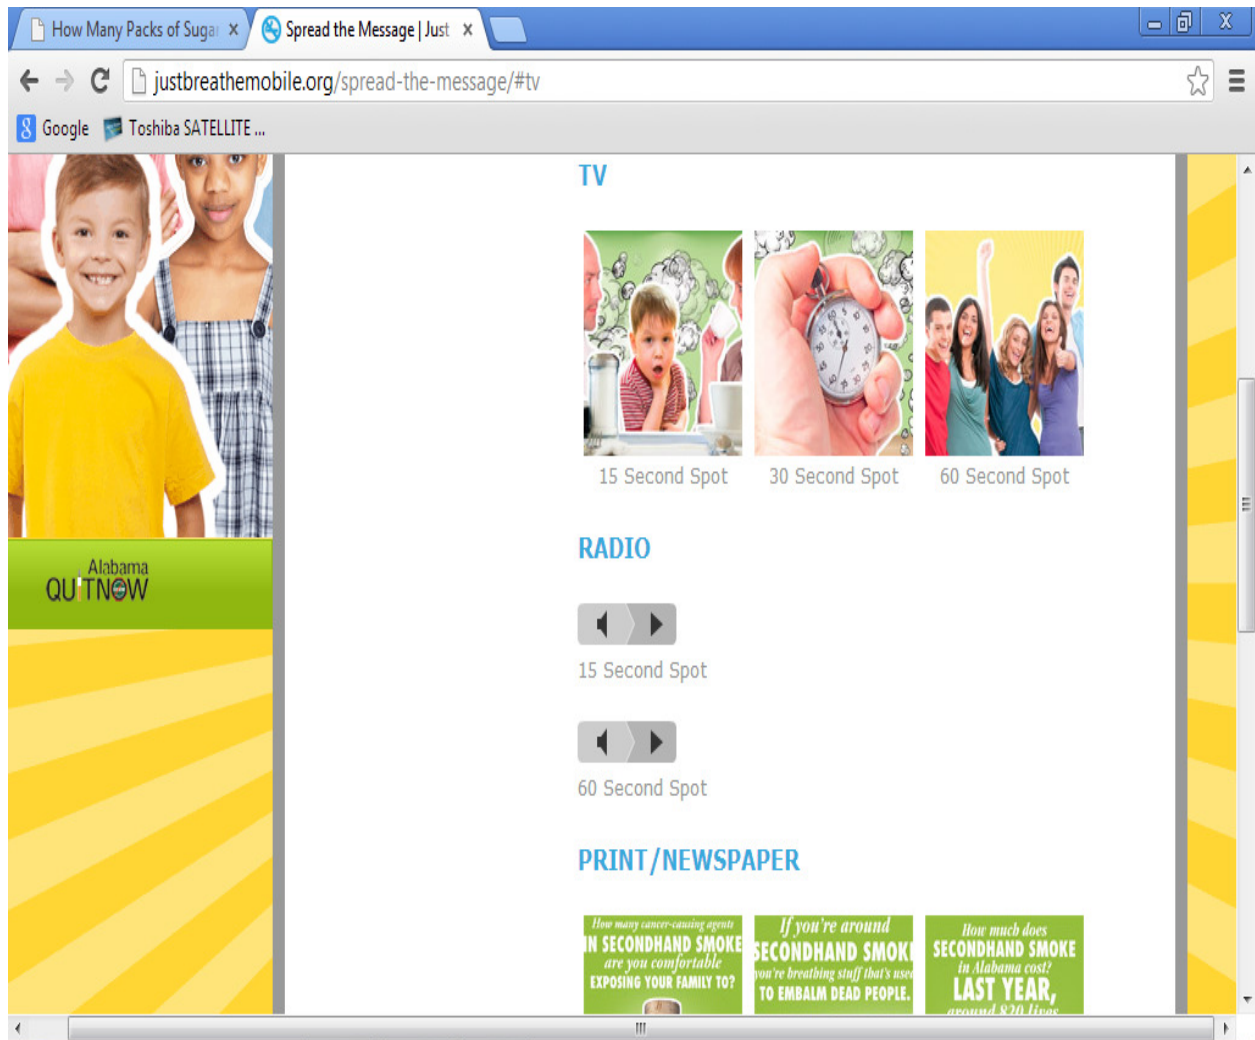 How Many Packs of Sugar
Spread the Message | Just
justbreathemobile.org/spread-the-message/#tv
Google
Toshiba SATELLITE ...
TV
15 Second Spot
30 Second Spot
60 Second Spot
RADIO
15 Second Spot
60 Second Spot
PRINT/NEWSPAPER
How many cancer-causing agents
IN SECONDHAND SMOKE
are you comfortable
EXPOSING YOUR FAMILY TO?
If you're around
SECONDHAND SMOKE
you're breathing stuff that's used
TO EMBALM DEAD PEOPLE.
How much does
SECONDHAND SMOKE
in Alabama cost?
LAST YEAR,
around 820 lives
Alabama
QUITNOW